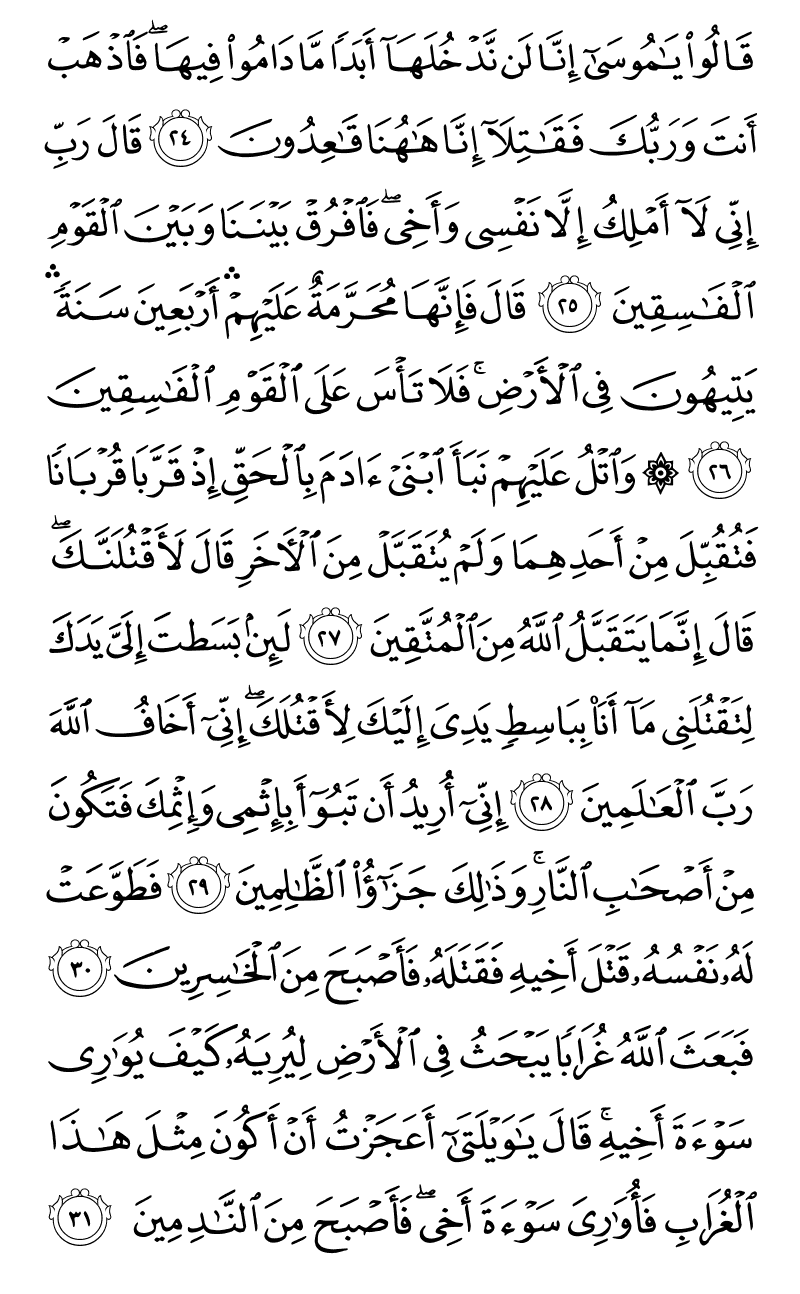 قَالُوا۟ يَـٰمُوسَىٰٓ إِنَّا لَن نَّدْخُلَهَآ أَبَدًا مَّا دَامُوا۟ فِيهَا ۖ فَٱذْهَبْ
أَنتَ وَرَبُّكَ فَقَـٰتِلَآ إِنَّا هَـٰهُنَا قَـٰعِدُونَ ٢٤ قَالَ رَبِّ
إِنِّى لَآ أَمْلِكُ إِلَّا نَفْسِى وَأَخِى ۖ فَٱفْرُقْ بَيْنَنَا وَبَيْنَ ٱلْقَوْمِ
ٱلْفَـٰسِقِينَ ٢٥ قَالَ فَإِنَّهَا مُحَرَّمَةٌ عَلَيْهِمْ ۛ أَرْبَعِينَ سَنَةً ۛ
يَتِيهُونَ فِى ٱلْأَرْضِ ۚ فَلَا تَأْسَ عَلَى ٱلْقَوْمِ ٱلْفَـٰسِقِينَ
٢٦ ۞ وَٱتْلُ عَلَيْهِمْ نَبَأَ ٱبْنَىْ ءَادَمَ بِٱلْحَقِّ إِذْ قَرَّبَا قُرْبَانًا
فَتُقُبِّلَ مِنْ أَحَدِهِمَا وَلَمْ يُتَقَبَّلْ مِنَ ٱلْـَٔاخَرِ قَالَ لَأَقْتُلَنَّكَ ۖ
قَالَ إِنَّمَا يَتَقَبَّلُ ٱللَّهُ مِنَ ٱلْمُتَّقِينَ ٢٧ لَئِنۢ بَسَطتَ إِلَىَّ يَدَكَ
لِتَقْتُلَنِى مَآ أَنَا۠ بِبَاسِطٍ يَدِىَ إِلَيْكَ لِأَقْتُلَكَ ۖ إِنِّىٓ أَخَافُ ٱللَّهَ
رَبَّ ٱلْعَـٰلَمِينَ ٢٨ إِنِّىٓ أُرِيدُ أَن تَبُوٓأَ بِإِثْمِى وَإِثْمِكَ فَتَكُونَ
مِنْ أَصْحَـٰبِ ٱلنَّارِ ۚ وَذَٰلِكَ جَزَٰٓؤُا۟ ٱلظَّـٰلِمِينَ ٢٩ فَطَوَّعَتْ
لَهُۥ نَفْسُهُۥ قَتْلَ أَخِيهِ فَقَتَلَهُۥ فَأَصْبَحَ مِنَ ٱلْخَـٰسِرِينَ ٣٠
فَبَعَثَ ٱللَّهُ غُرَابًا يَبْحَثُ فِى ٱلْأَرْضِ لِيُرِيَهُۥ كَيْفَ يُوَٰرِى
سَوْءَةَ أَخِيهِ ۚ قَالَ يَـٰوَيْلَتَىٰٓ أَعَجَزْتُ أَنْ أَكُونَ مِثْلَ هَـٰذَا
ٱلْغُرَابِ فَأُوَٰرِىَ سَوْءَةَ أَخِى ۖ فَأَصْبَحَ مِنَ ٱلنَّـٰدِمِينَ ٣١